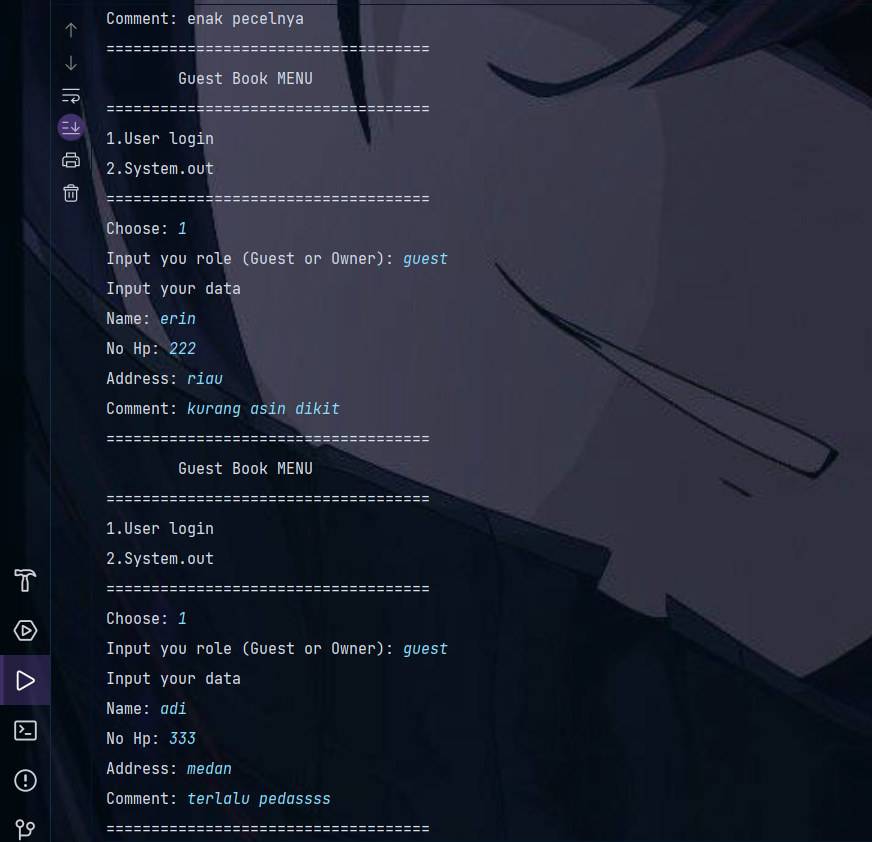 Comment: enak pecelnya
====================================
Guest Book MENU
====================================
1.User login
2.System.out
====================================
Choose: 1
Input you role (Guest or Owner): guest
Input your data
Name: erin
No Hp: 222
Address: riau
Comment: kurang asin dikit
====================================
Guest Book MENU
====================================
1.User login
2.System.out
====================================
Choose: 1
Input you role (Guest or Owner): guest
Input your data
Name: adi
No Hp: 333
Address: medan
Comment: terlalu pedassss
====================================